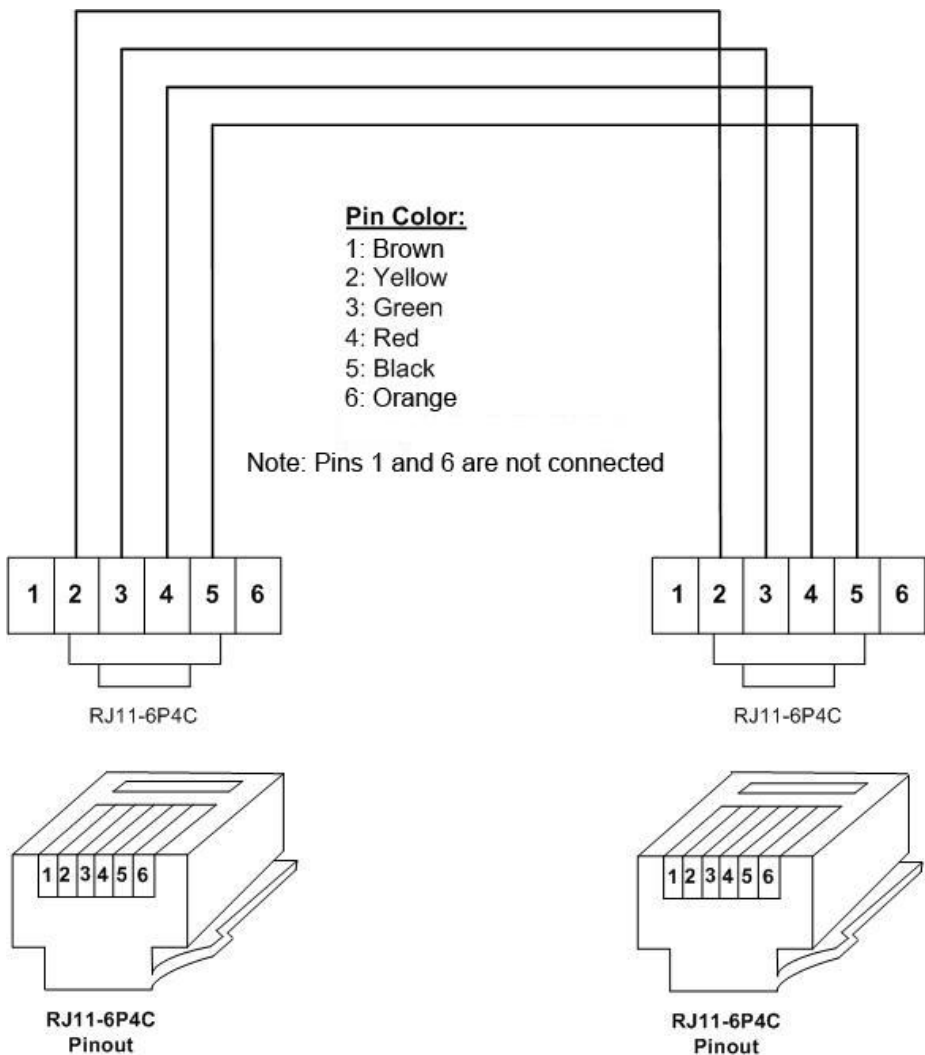 Pin Color:
1: Brown
2: Yellow
3: Green
4: Red
5: Black
6: Orange
Note: Pins 1 and 6 are not connected
1 2 3 4 5 6
1 2 3 4 5 6
RJ11-6P4C
RJ11-6P4C
1 2 3 4 5 6
1 2 3 4 5 6
RJ11-6P4C
Pinout
RJ11-6P4C
Pinout